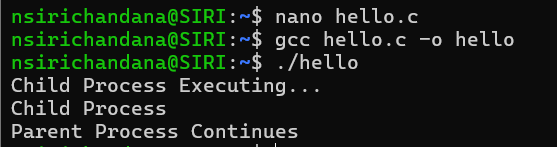 nsirichandana@SIRI:~$ nano hello.c
nsirichandana@SIRI:~$ gcc hello.c -o hello
nsirichandana@SIRI:~$ ./hello
Child Process Executing...
Child Process
Parent Process Continues